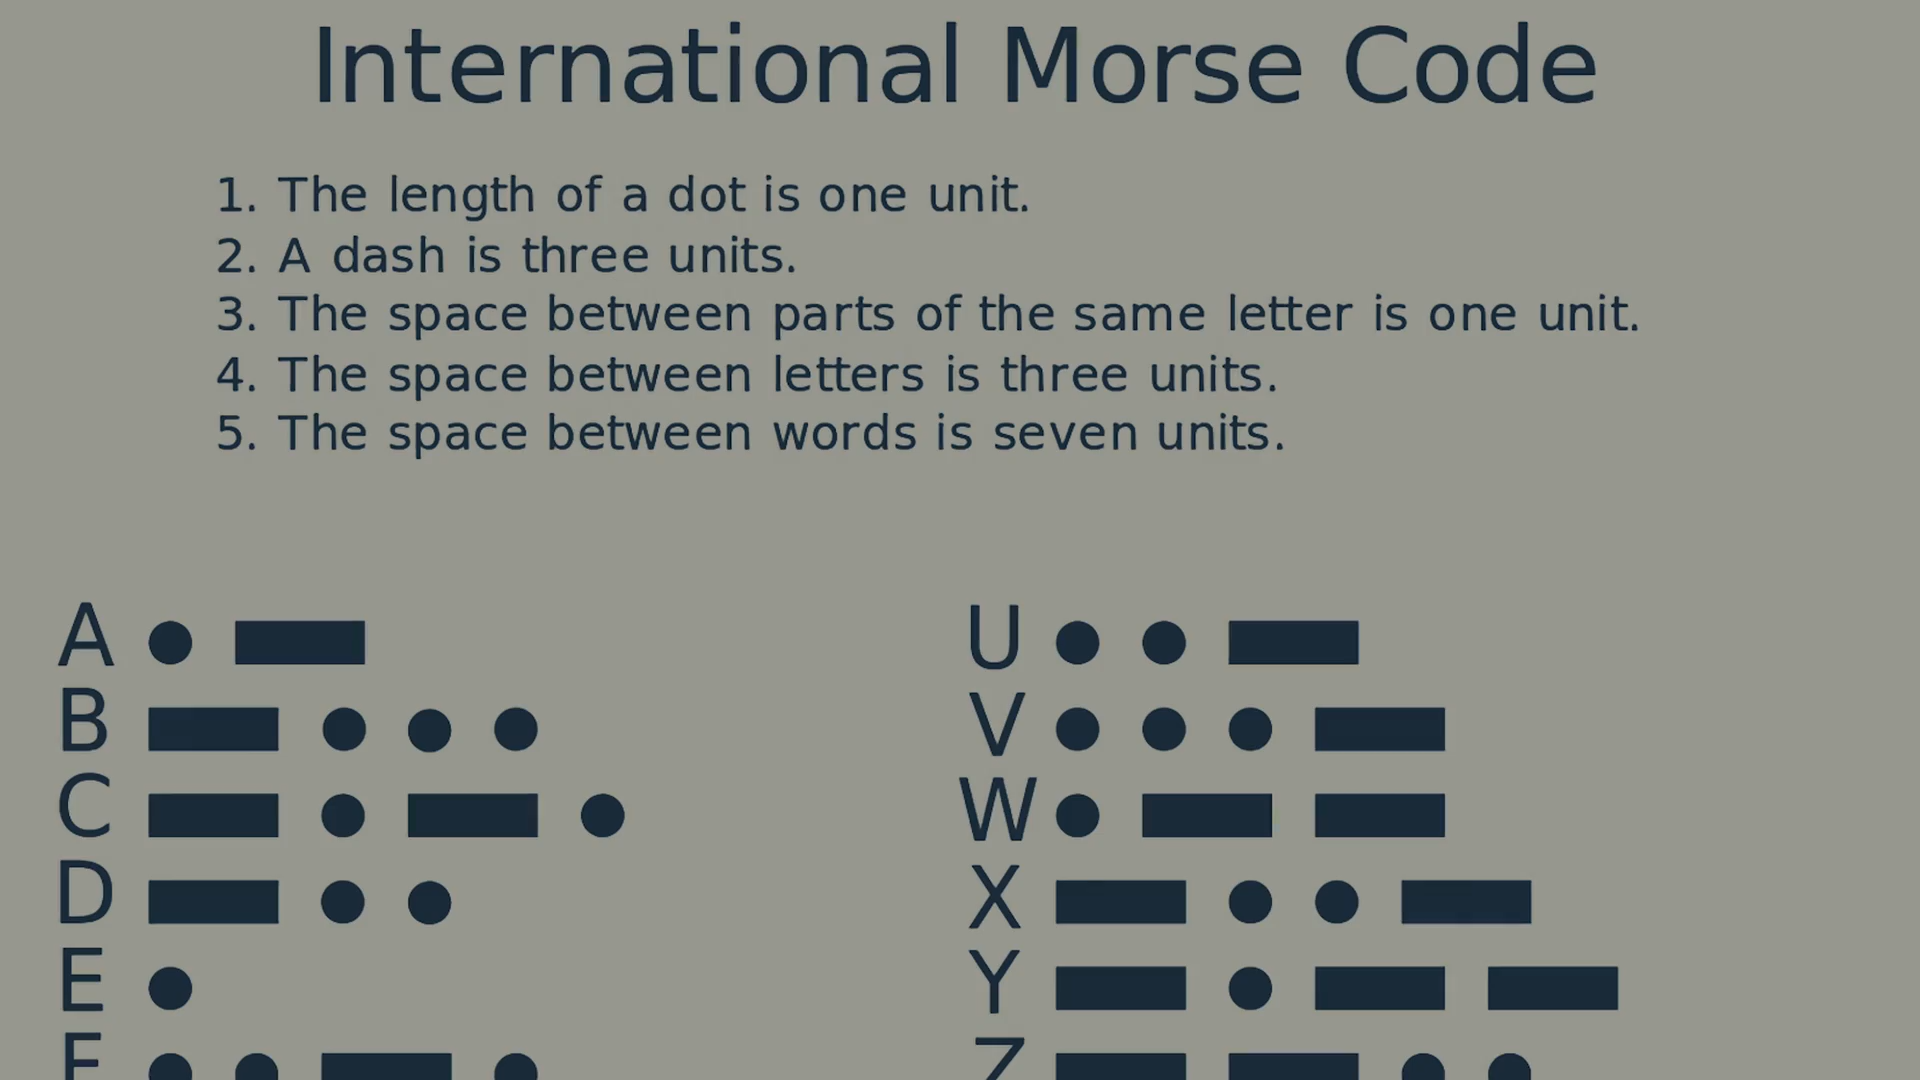 International Morse Code
1. The length of a dot is one unit.
2. A dash is three units.
3. The space between parts of the same letter is one unit.
4. The space between letters is three units.
5. The space between words is seven units.
A
B
C
D
E
F
U
V
W
X
Y
Z